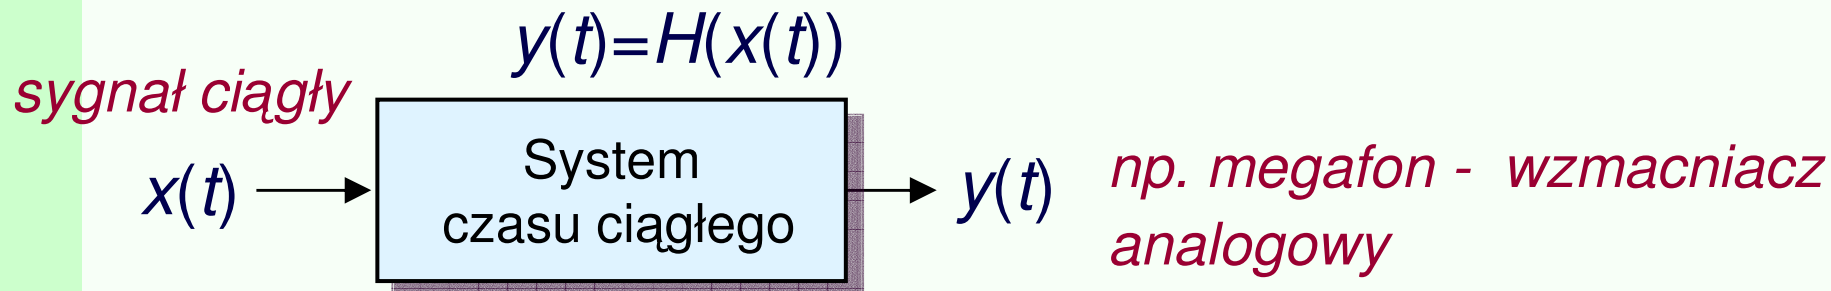 y(t)=H(x(t))
sygnał ciągły
System
czasu ciągłego
x(t)
y(t)
np. megafon - wzmacniacz
analogowy